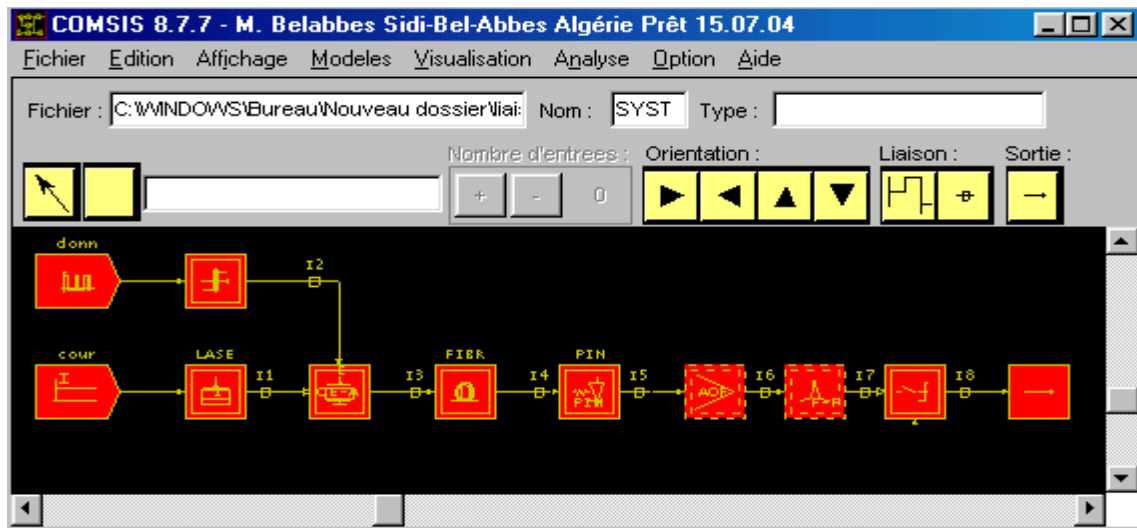 COMSIS 8.7.7 - M. Belabbes Sidi-Bel-Abbes Algérie Prêt 15.07.04
Fichier Edition Affichage Modeles Visualisation Analyse Option Aide
Fichier : C:\WINDOWS\Bureau\Nouveau dossier\liai: Nom : SYST Type :
Nombre d'entrees : Orientation : Liaison : Sortie :
+ - 0
donn
I2
cour LASE FIBR PIN
I
I1 I3 I4 I5 I6 I7 I8
PIN AOP